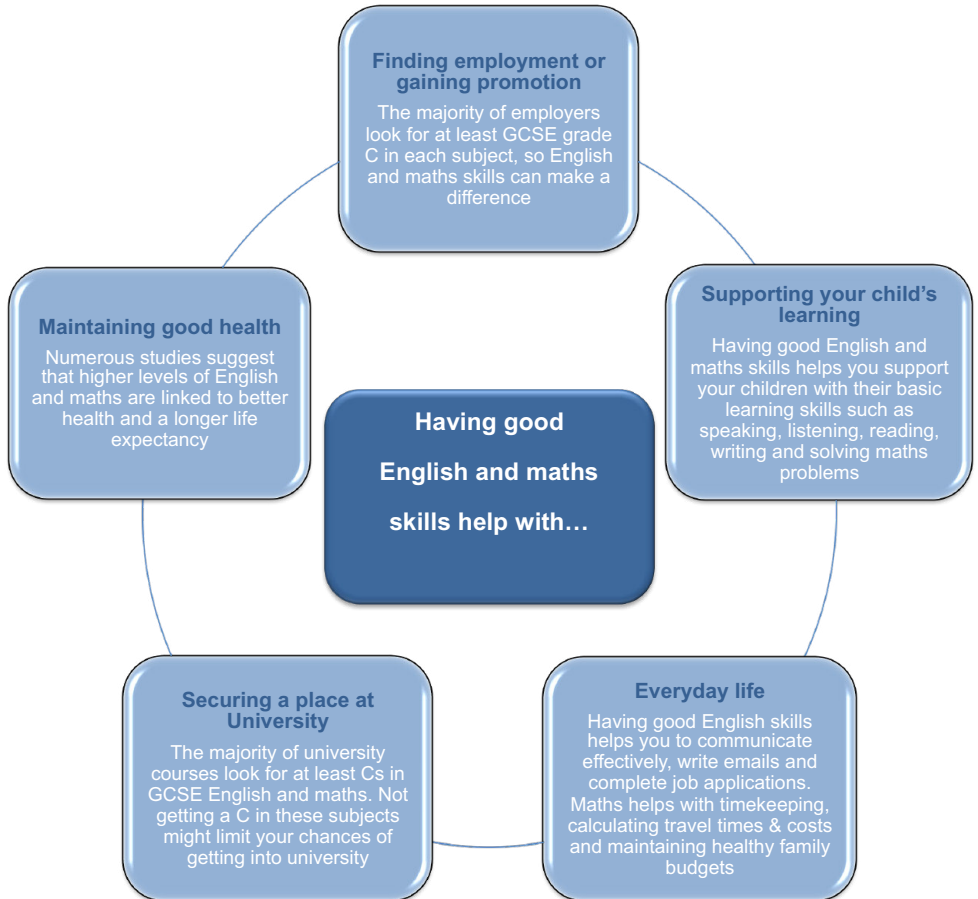 Finding employment or
gaining promotion
The majority of employers
look for at least GCSE grade
C in each subject, so English
and maths skills can make a
difference
Supporting your child's
learning
Having good English and
maths skills helps you support
your children with their basic
learning skills such as
speaking, listening, reading,
writing and solving maths
problems
Everyday life
Having good English skills
helps you to communicate
effectively, write emails and
complete job applications.
Maths helps with timekeeping,
calculating travel times & costs
and maintaining healthy family
budgets
Securing a place at
University
The majority of university
courses look for at least Cs in
GCSE English and maths. Not
getting a C in these subjects
might limit your chances of
getting into university
Maintaining good health
Numerous studies suggest
that higher levels of English
and maths are linked to better
health and a longer life
expectancy
Having good
English and maths
skills help with…